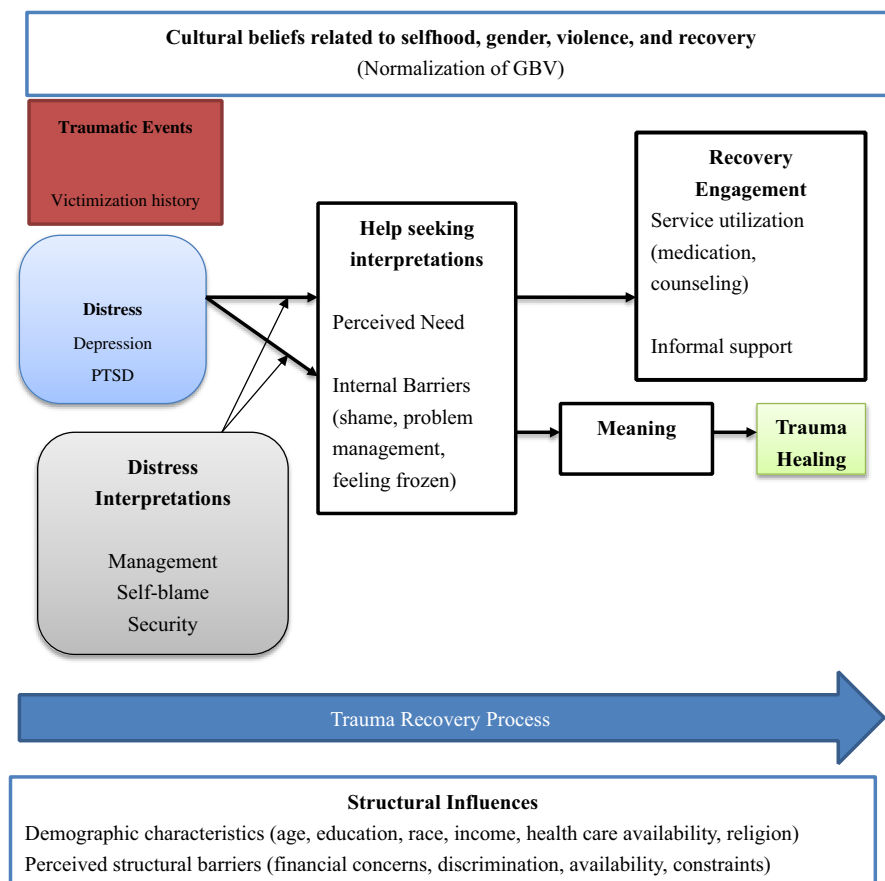 Cultural beliefs related to selfhood, gender, violence, and recovery
(Normalization of GBV)
Traumatic Events
Victimization history
Distress
Depression
PTSD
Distress
Interpretations
Management
Self-blame
Security
Help seeking
interpretations
Perceived Need
Internal Barriers
(shame, problem
management,
feeling frozen)
Recovery
Engagement
Service utilization
(medication,
counseling)
Informal support
Meaning
Trauma
Healing
Trauma Recovery Process
Structural Influences
Demographic characteristics (age, education, race, income, health care availability, religion)
Perceived structural barriers (financial concerns, discrimination, availability, constraints)